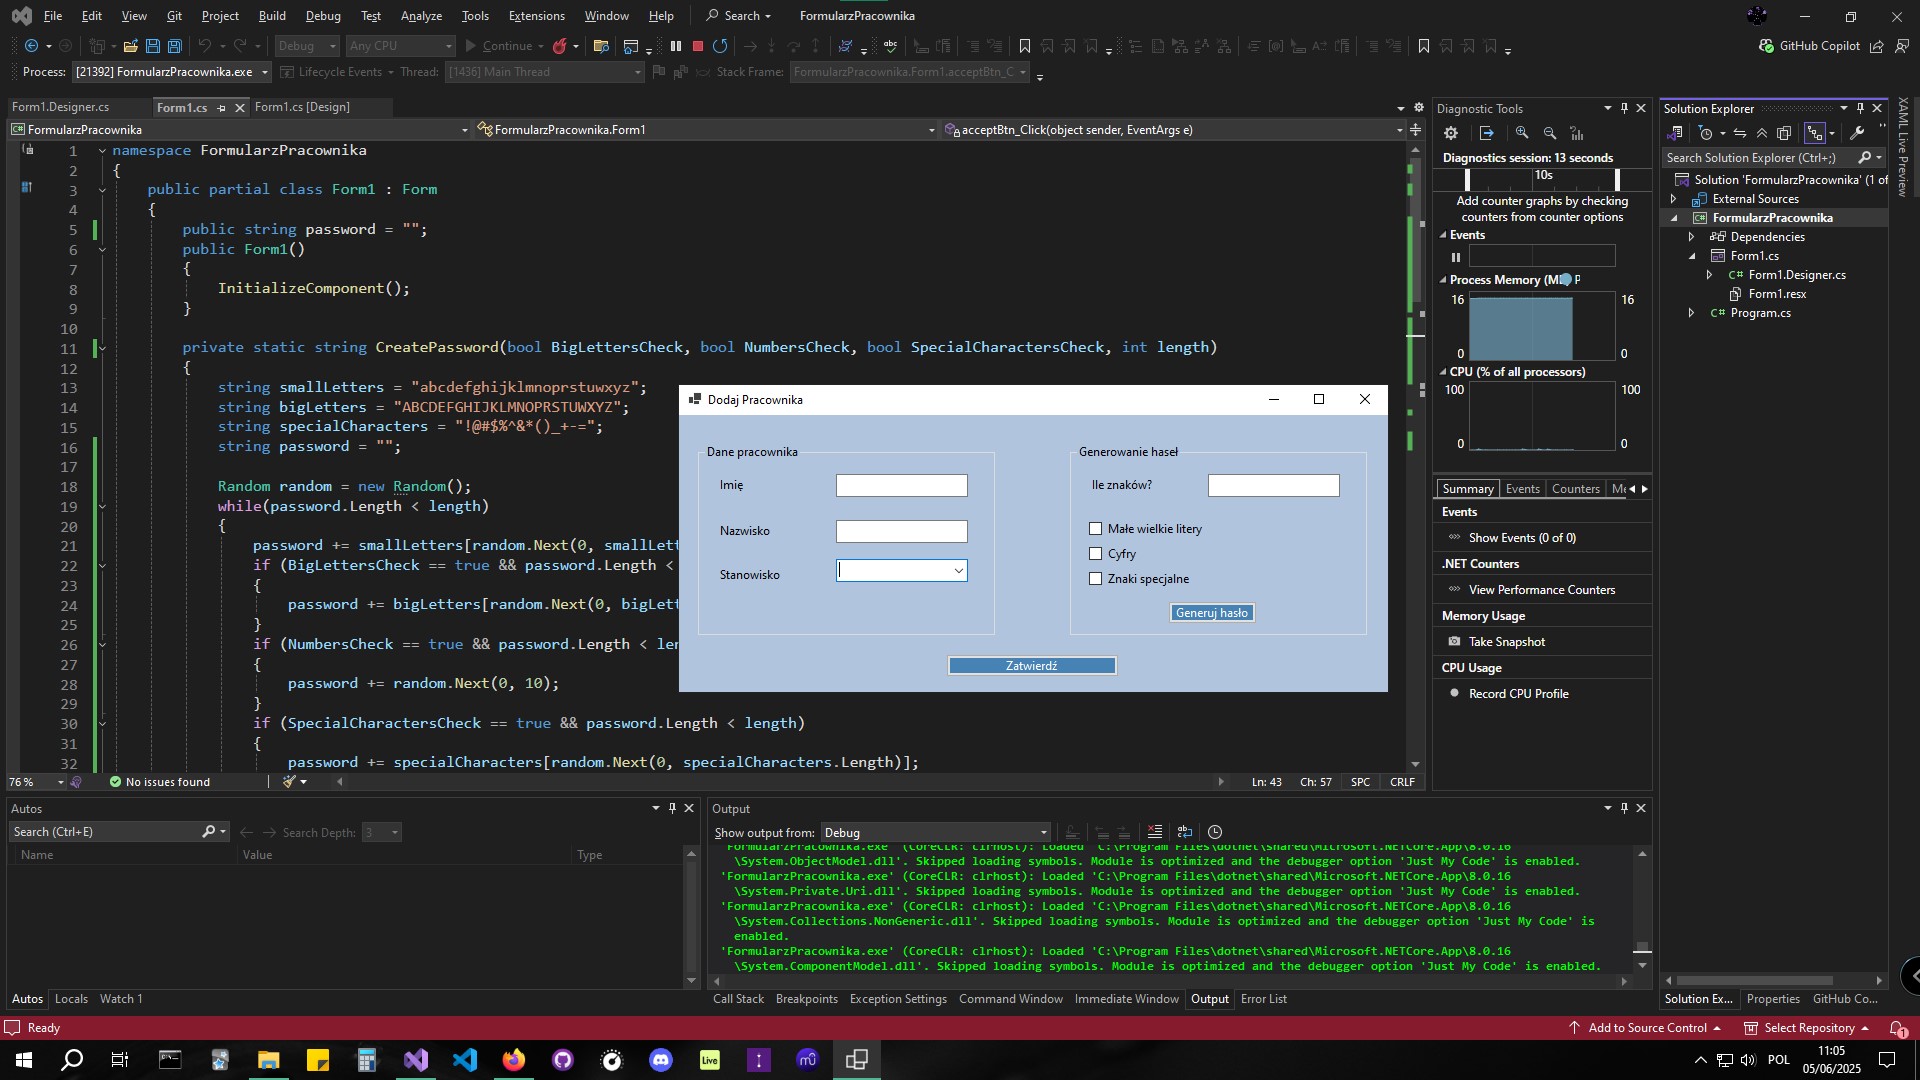 File Edit View Git Project Build Debug Test Analyze Tools Extensions Window Help Search FormularzPracownika
Debug Any CPU Continue GitHub Copilot
Process: [21392] FormularzPracownika.exe Lifecycle Events Thread: [1436] Main Thread Stack Frame: FormularzPracownika.Form1.acceptBtn_C
Form1.Designer.cs Form1.cs Form1.cs [Design]
FormularzPracownika FormularzPracownika.Form1 acceptBtn_Click(object sender, EventArgs e)
1 namespace FormularzPracownika
2 {
3 public partial class Form1 : Form
4 {
5 public string password = "";
6 public Form1()
7 {
8 InitializeComponent();
9 }
10
11 private static string CreatePassword(bool BigLettersCheck, bool NumbersCheck, bool SpecialCharactersCheck, int length)
12 {
13 string smallLetters = "abcdefghijklmnoprstuwxyz";
14 string bigLetters = "ABCDEFGHIJKLMNOPRSTUWXYZ";
15 string specialCharacters = "!@#$%^&*()_+-=";
16 string password = "";
17
18 Random random = new Random();
19 while(password.Length < length)
20 {
21 password += smallLetters[random.Next(0, smallLett
22 if (BigLettersCheck == true && password.Length <
23 {
24 password += bigLetters[random.Next(0, bigLett
25 }
26 if (NumbersCheck == true && password.Length < len
27 {
28 password += random.Next(0, 10);
29 }
30 if (SpecialCharactersCheck == true && password.Length < length)
31 {
32 password += specialCharacters[random.Next(0, specialCharacters.Length)];
76 % No issues found Ln: 43 Ch: 57 SPC CRLF
Dodaj Pracownika
Dane pracownika
Imię
Nazwisko
Stanowisko
Generowanie haseł
Ile znaków?
Małe wielkie litery
Cyfry
Znaki specjalne
Generuj hasło
Zatwierdź
Diagnostic Tools
Diagnostics session: 13 seconds
10s
Add counter graphs by checking
counters from counter options
Events
Process Memory (M P
16 16
0 0
CPU (% of all processors)
100 100
0 0
Summary Events Counters Me
Events
Show Events (0 of 0)
.NET Counters
View Performance Counters
Memory Usage
Take Snapshot
CPU Usage
Record CPU Profile
Solution Explorer
Search Solution Explorer (Ctrl+;)
Solution 'FormularzPracownika' (1 of
External Sources
FormularzPracownika
Dependencies
Form1.cs
Form1.Designer.cs
Form1.resx
Program.cs
XAML Live Preview
Autos
Search (Ctrl+E) Search Depth: 3
Name Value Type
Autos Locals Watch 1
Output
Show output from: Debug
'FormularzPracownika.exe' (CoreCLR: clrhost): Loaded 'C:\Program Files\dotnet\shared\Microsoft.NETCore.App\8.0.16
\System.ObjectModel.dll'. Skipped loading symbols. Module is optimized and the debugger option 'Just My Code' is enabled.
'FormularzPracownika.exe' (CoreCLR: clrhost): Loaded 'C:\Program Files\dotnet\shared\Microsoft.NETCore.App\8.0.16
\System.Private.Uri.dll'. Skipped loading symbols. Module is optimized and the debugger option 'Just My Code' is enabled.
'FormularzPracownika.exe' (CoreCLR: clrhost): Loaded 'C:\Program Files\dotnet\shared\Microsoft.NETCore.App\8.0.16
\System.Collections.NonGeneric.dll'. Skipped loading symbols. Module is optimized and the debugger option 'Just My Code' is
enabled.
'FormularzPracownika.exe' (CoreCLR: clrhost): Loaded 'C:\Program Files\dotnet\shared\Microsoft.NETCore.App\8.0.16
\System.ComponentModel.dll'. Skipped loading symbols. Module is optimized and the debugger option 'Just My Code' is enabled.
Call Stack Breakpoints Exception Settings Command Window Immediate Window Output Error List
Solution Ex... Properties GitHub Co...
Ready Add to Source Control Select Repository 1
Live mū POL 11:05
05/06/2025